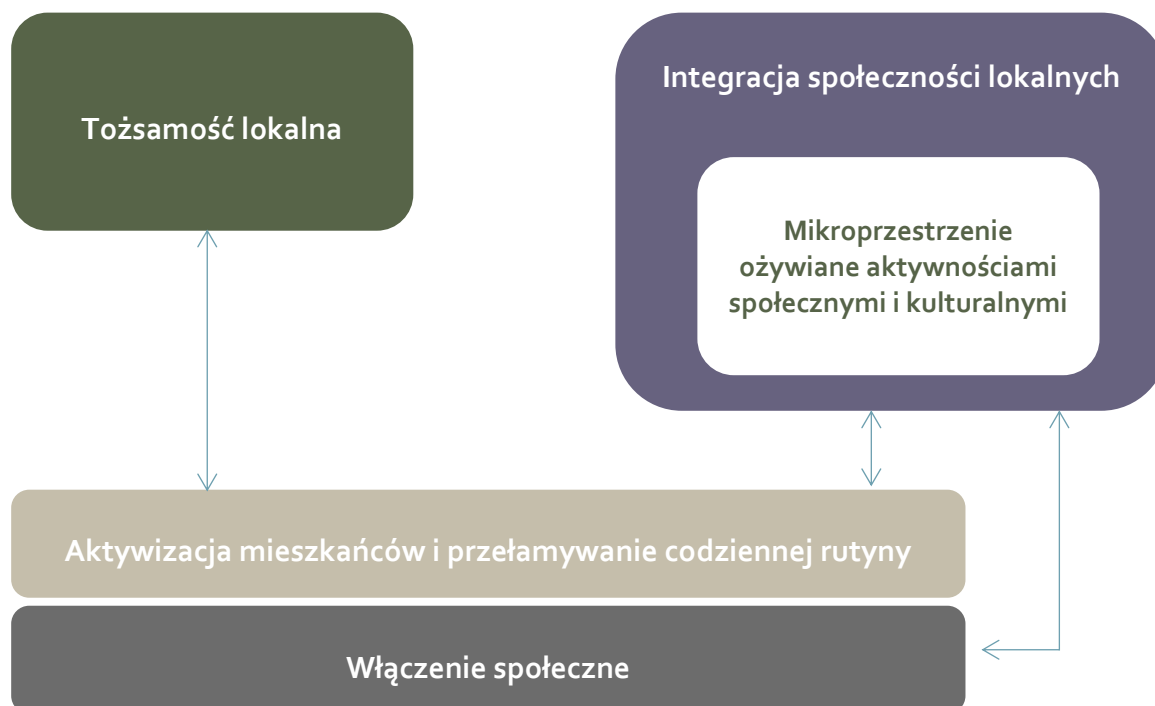 Tożsamość lokalna
Integracja społeczności lokalnych
Mikroprzestrzenie
ożywiane aktywnościami
społecznymi i kulturalnymi
Aktywizacja mieszkańców i przełamywanie codziennej rutyny
Włączenie społeczne